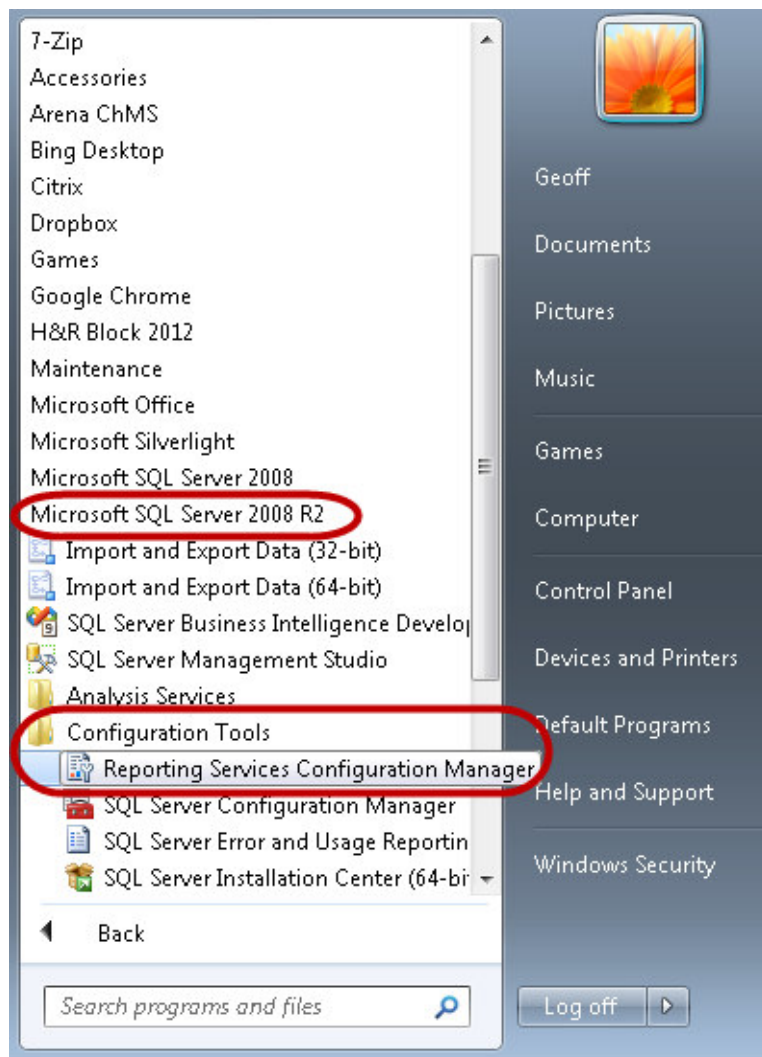 7-Zip
Accessories
Arena ChMS
Bing Desktop
Citrix
Dropbox
Games
Google Chrome
H&R Block 2012
Maintenance
Microsoft Office
Microsoft Silverlight
Microsoft SQL Server 2008
Microsoft SQL Server 2008 R2
Import and Export Data (32-bit)
Import and Export Data (64-bit)
SQL Server Business Intelligence Develop
SQL Server Management Studio
Analysis Services
Configuration Tools
Reporting Services Configuration Manager
SQL Server Configuration Manager
SQL Server Error and Usage Reportin
SQL Server Installation Center (64-bit
Back
Search programs and files
Geoff
Documents
Pictures
Music
Games
Computer
Control Panel
Devices and Printers
Default Programs
Help and Support
Windows Security
Log off